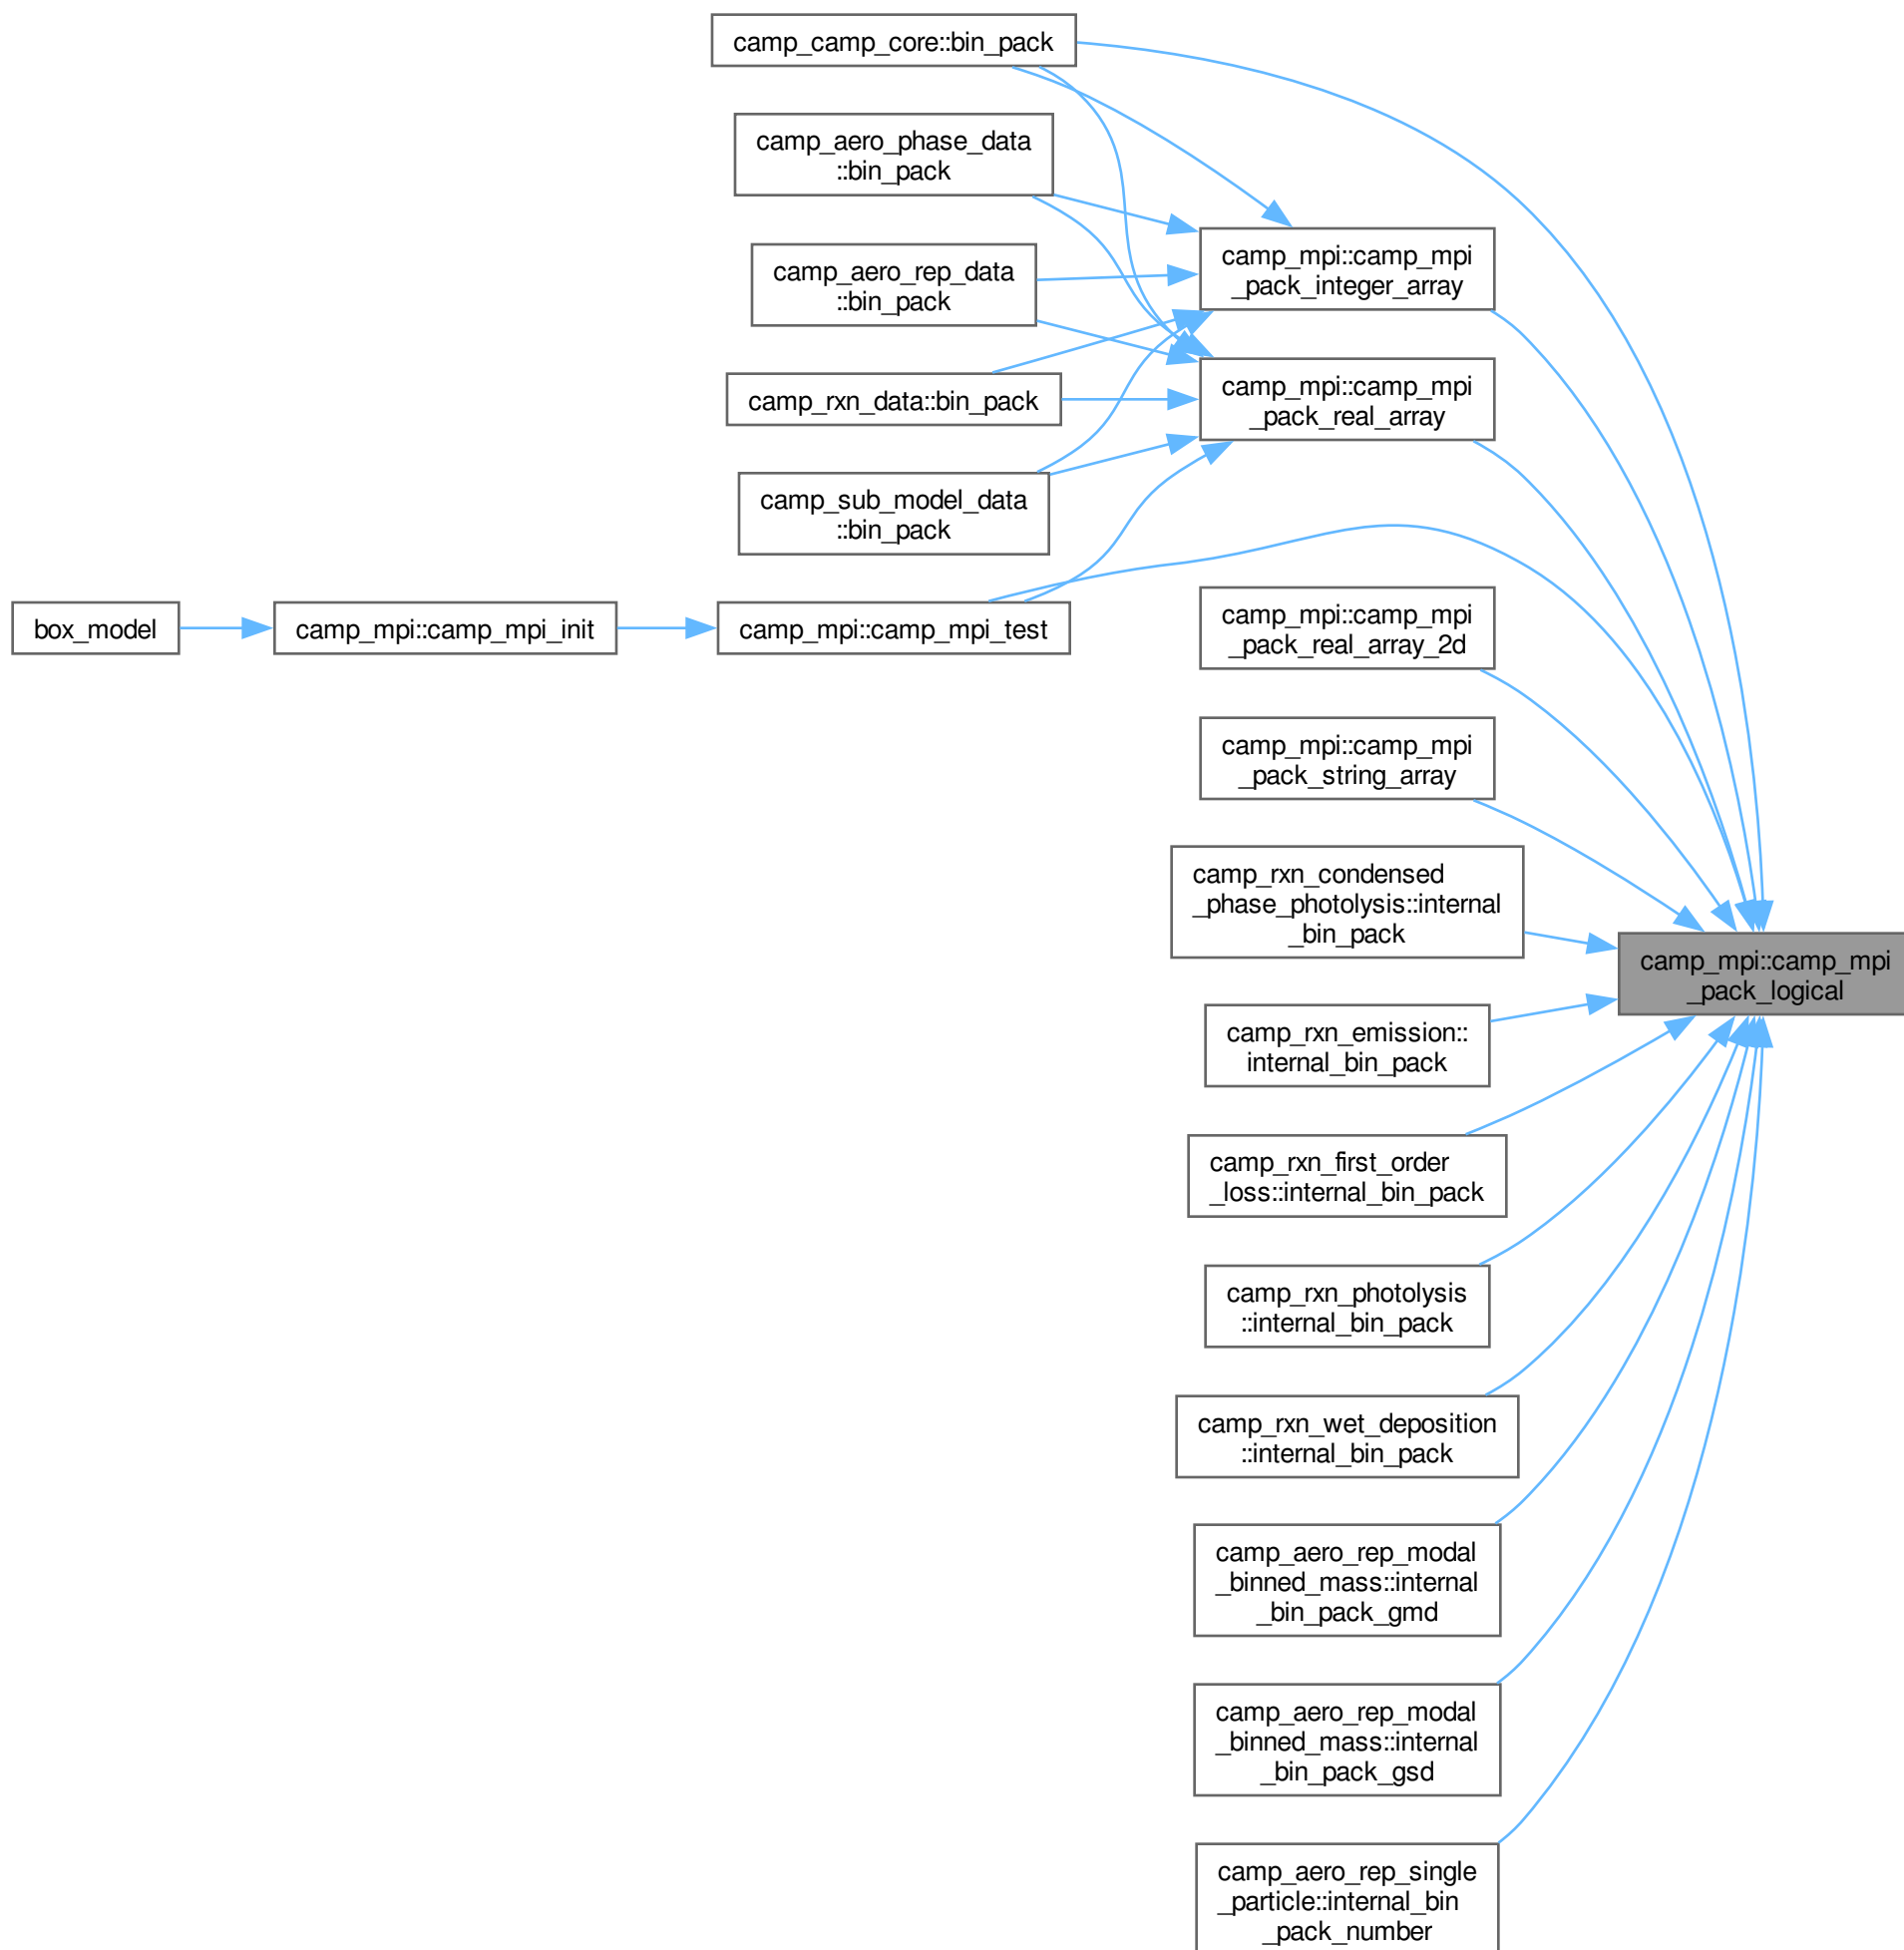 camp_camp_core::bin_pack
camp_aero_phase_data
::bin_pack
camp_aero_rep_data
::bin_pack
camp_rxn_data::bin_pack
camp_sub_model_data
::bin_pack
box_model
camp_mpi::camp_mpi_init
camp_mpi::camp_mpi_test
camp_mpi::camp_mpi
_pack_integer_array
camp_mpi::camp_mpi
_pack_real_array
camp_mpi::camp_mpi
_pack_real_array_2d
camp_mpi::camp_mpi
_pack_string_array
camp_rxn_condensed
_phase_photolysis::internal
_bin_pack
camp_rxn_emission::
internal_bin_pack
camp_rxn_first_order
_loss::internal_bin_pack
camp_rxn_photolysis
::internal_bin_pack
camp_rxn_wet_deposition
::internal_bin_pack
camp_aero_rep_modal
_binned_mass::internal
_bin_pack_gmd
camp_aero_rep_modal
_binned_mass::internal
_bin_pack_gsd
camp_aero_rep_single
_particle::internal_bin
_pack_number
camp_mpi::camp_mpi
_pack_logical